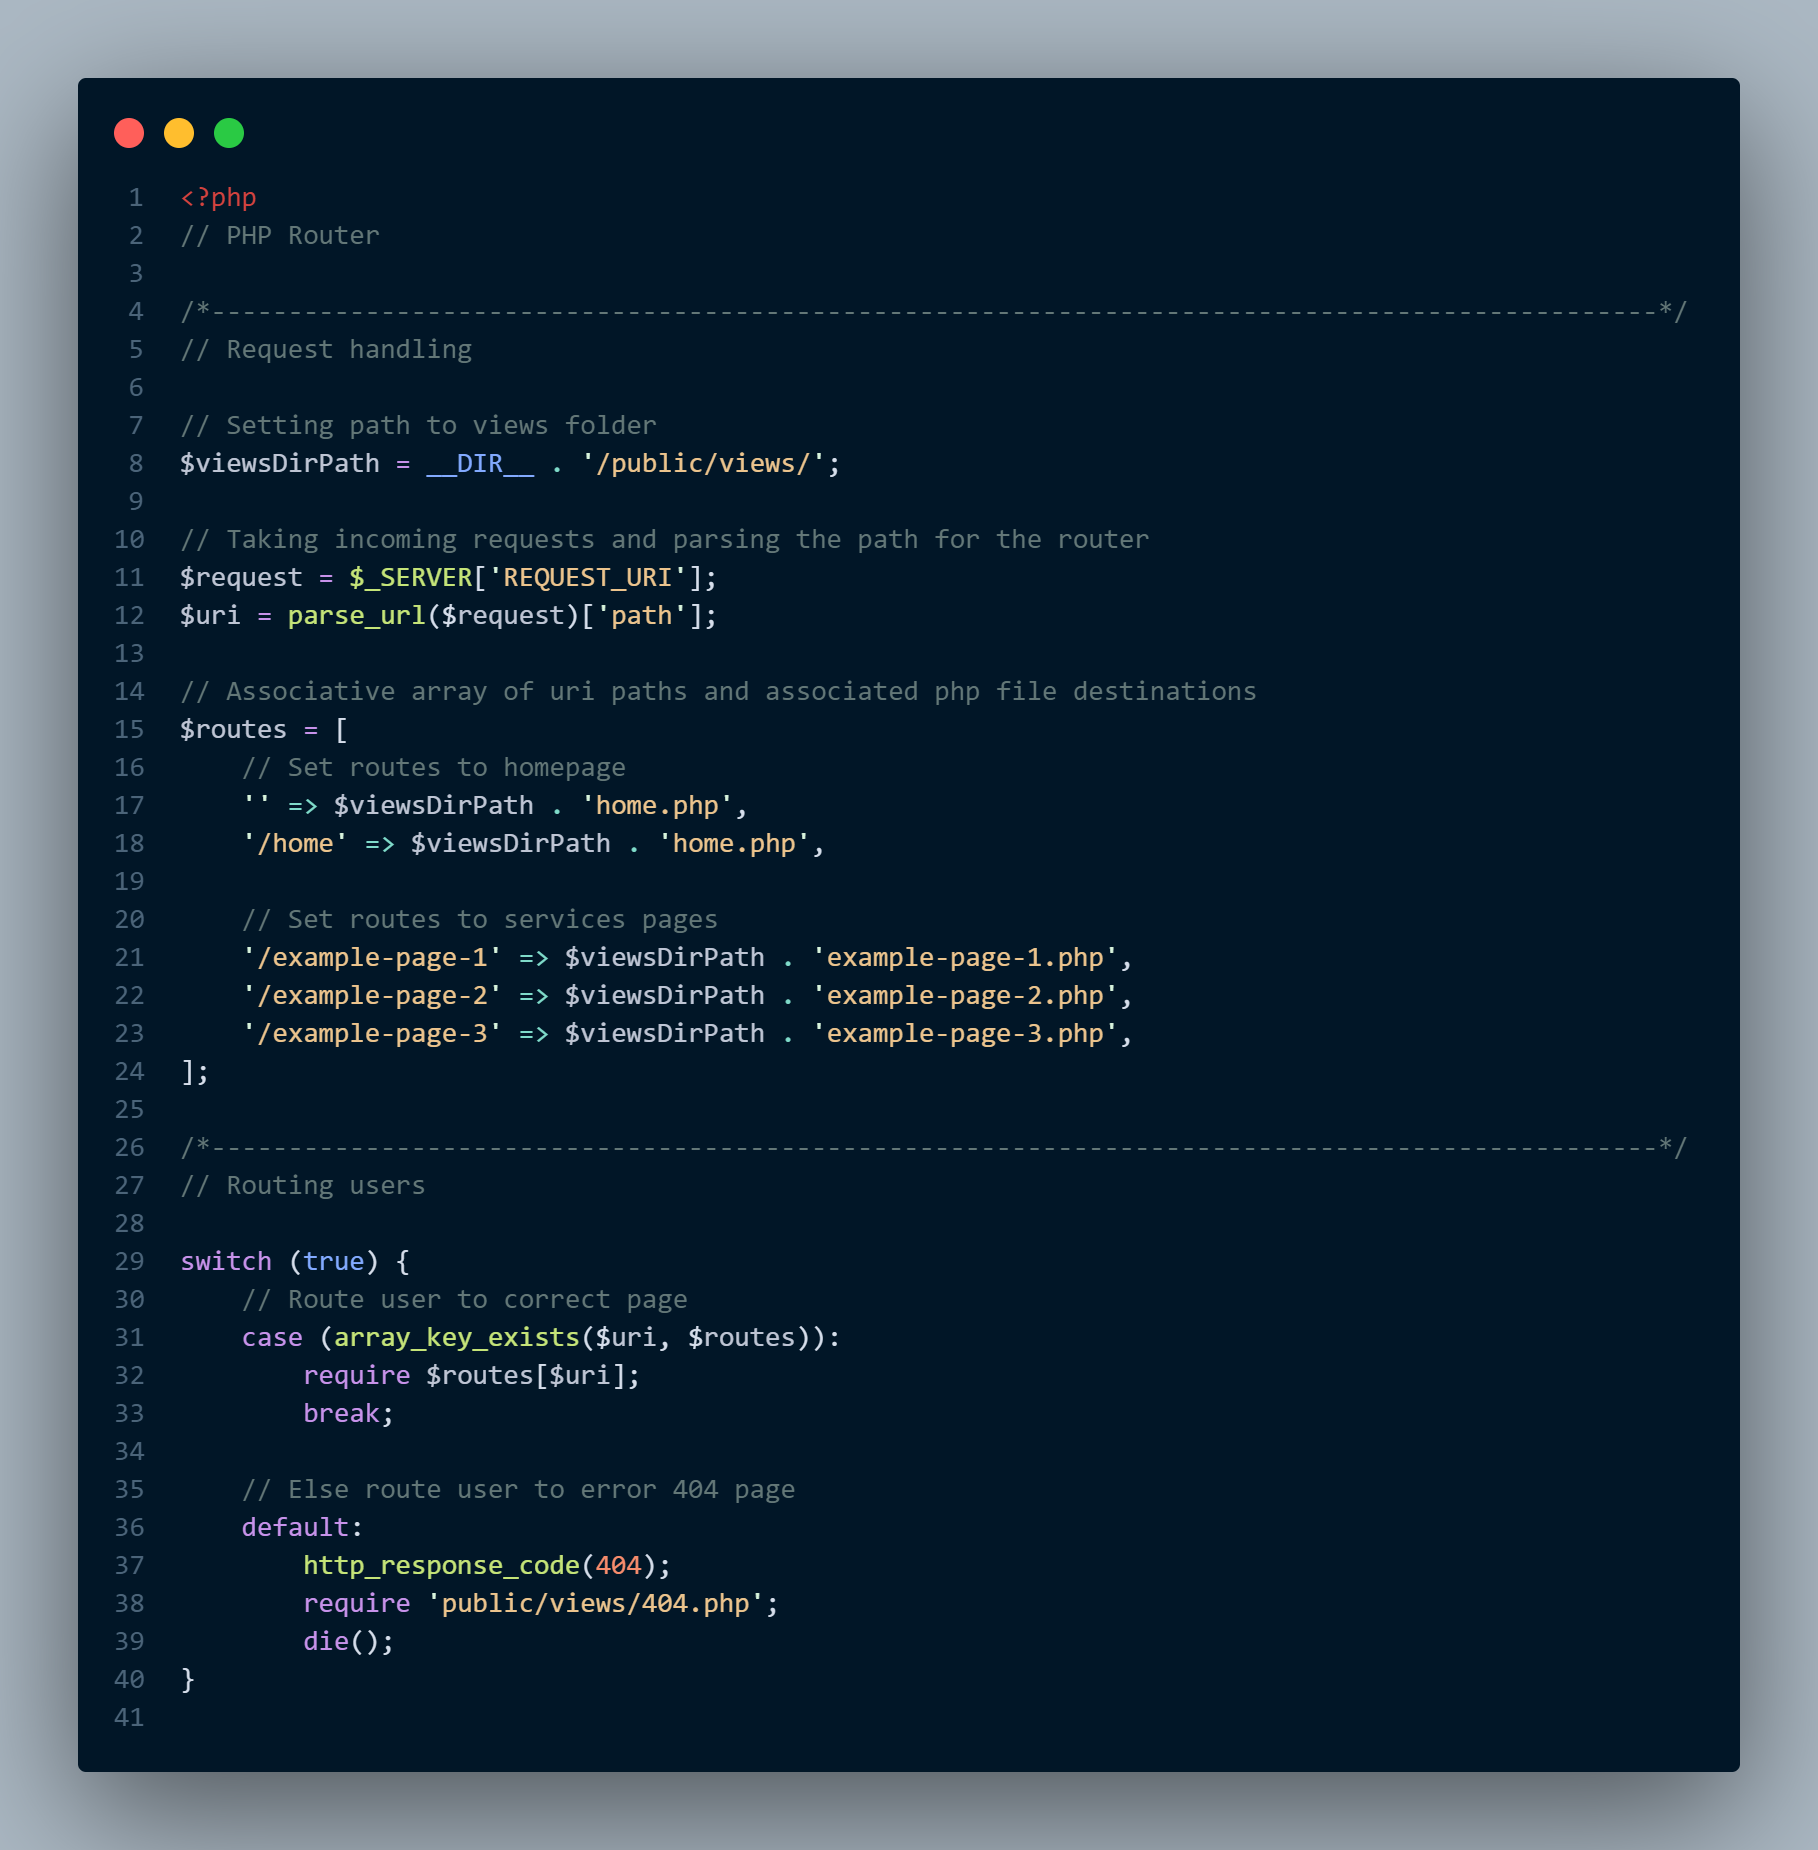 1 <?php
2 // PHP Router
3
4 /*----------------------------------------------------------------------------------------------*/
5 // Request handling
6
7 // Setting path to views folder
8 $viewsDirPath = __DIR__ . '/public/views/';
9
10 // Taking incoming requests and parsing the path for the router
11 $request = $_SERVER['REQUEST_URI'];
12 $uri = parse_url($request)['path'];
13
14 // Associative array of uri paths and associated php file destinations
15 $routes = [
16     // Set routes to homepage
17     '' => $viewsDirPath . 'home.php',
18     '/home' => $viewsDirPath . 'home.php',
19
20     // Set routes to services pages
21     '/example-page-1' => $viewsDirPath . 'example-page-1.php',
22     '/example-page-2' => $viewsDirPath . 'example-page-2.php',
23     '/example-page-3' => $viewsDirPath . 'example-page-3.php',
24 ];
25
26 /*----------------------------------------------------------------------------------------------*/
27 // Routing users
28
29 switch (true) {
30     // Route user to correct page
31     case (array_key_exists($uri, $routes)):
32         require $routes[$uri];
33         break;
34
35     // Else route user to error 404 page
36     default:
37         http_response_code(404);
38         require 'public/views/404.php';
39         die();
40 }
41